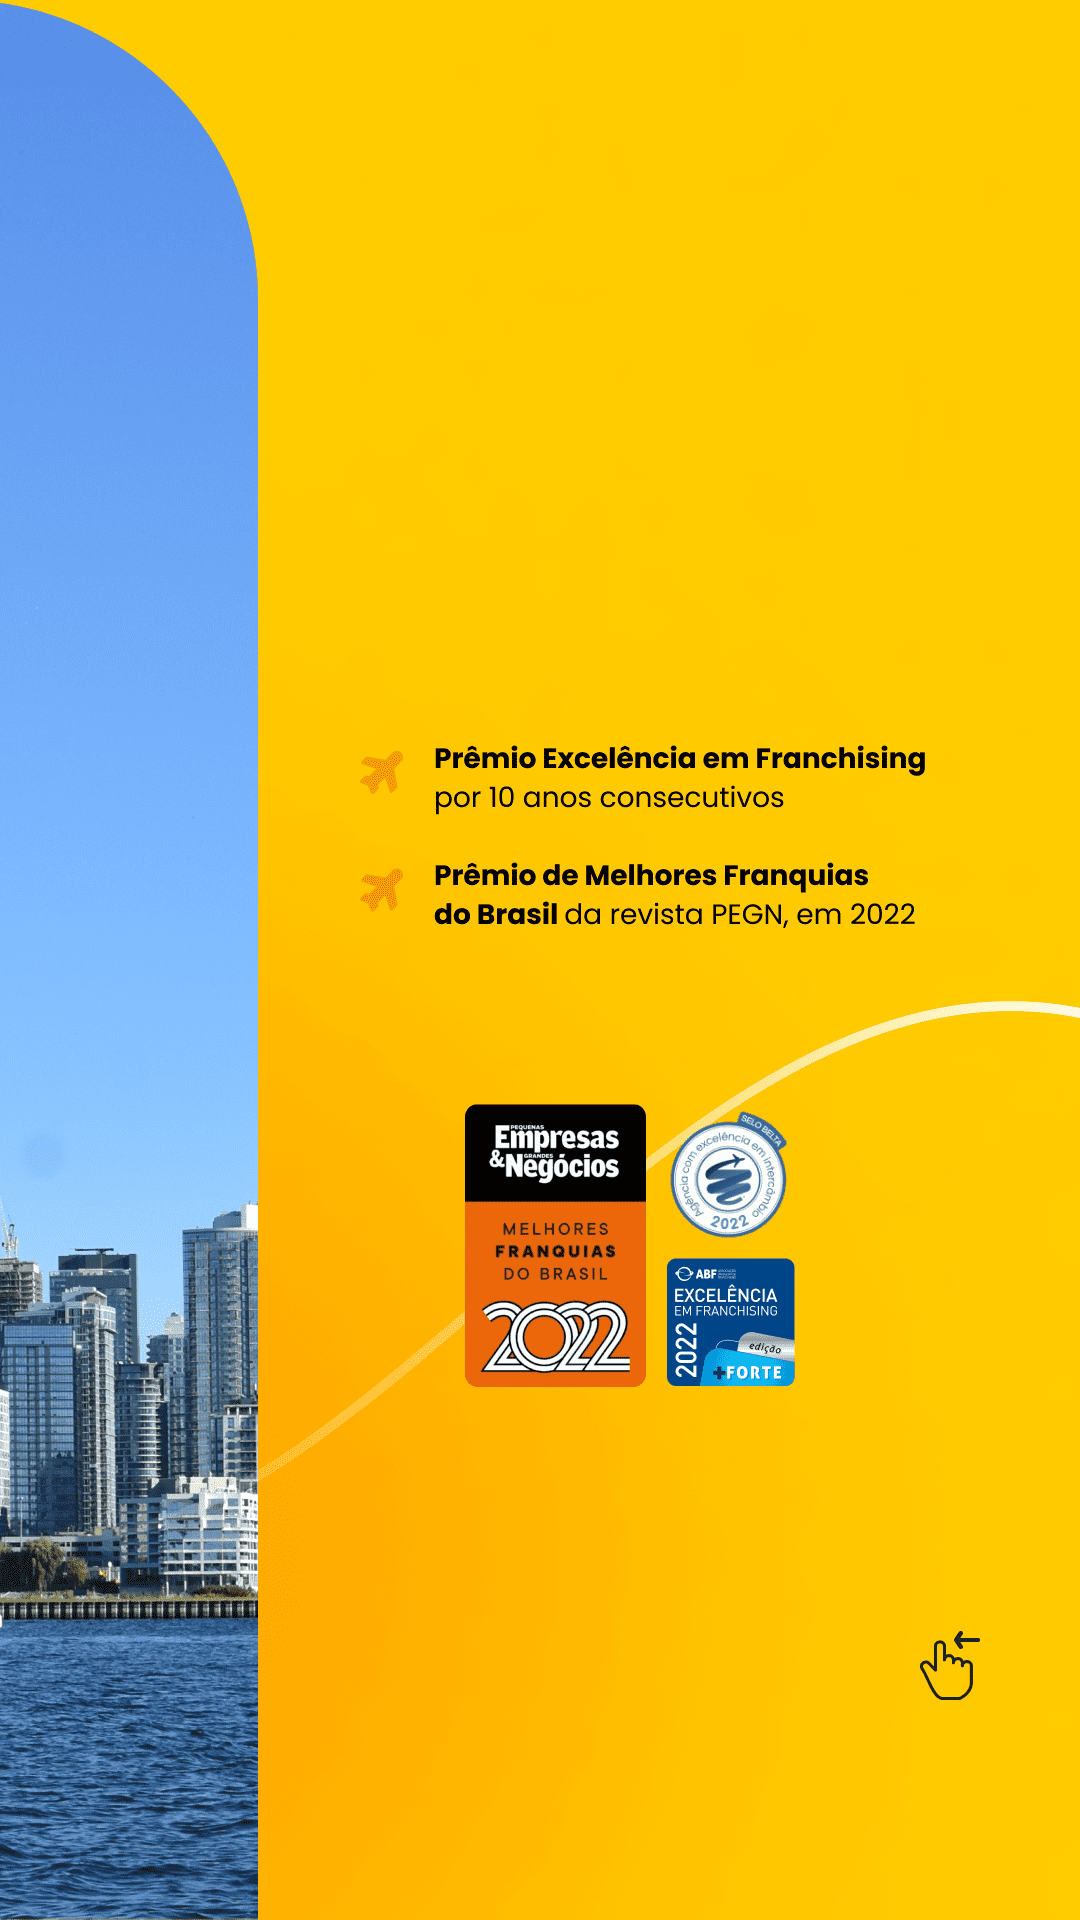 Prêmio Excelência em Franchising
por 10 anos consecutivos
Prêmio de Melhores Franquias
do Brasil da revista PEGN, em 2022
PEQUENAS
Empresas
GRANDES
&Negócios
MELHORES
FRANQUIAS
DO BRASIL
2022
SELO BELTA
Agência com excelência em intercâmbio
2022
ABF
EXCELÊNCIA
EM FRANCHISING
2022
edição
+FORTE